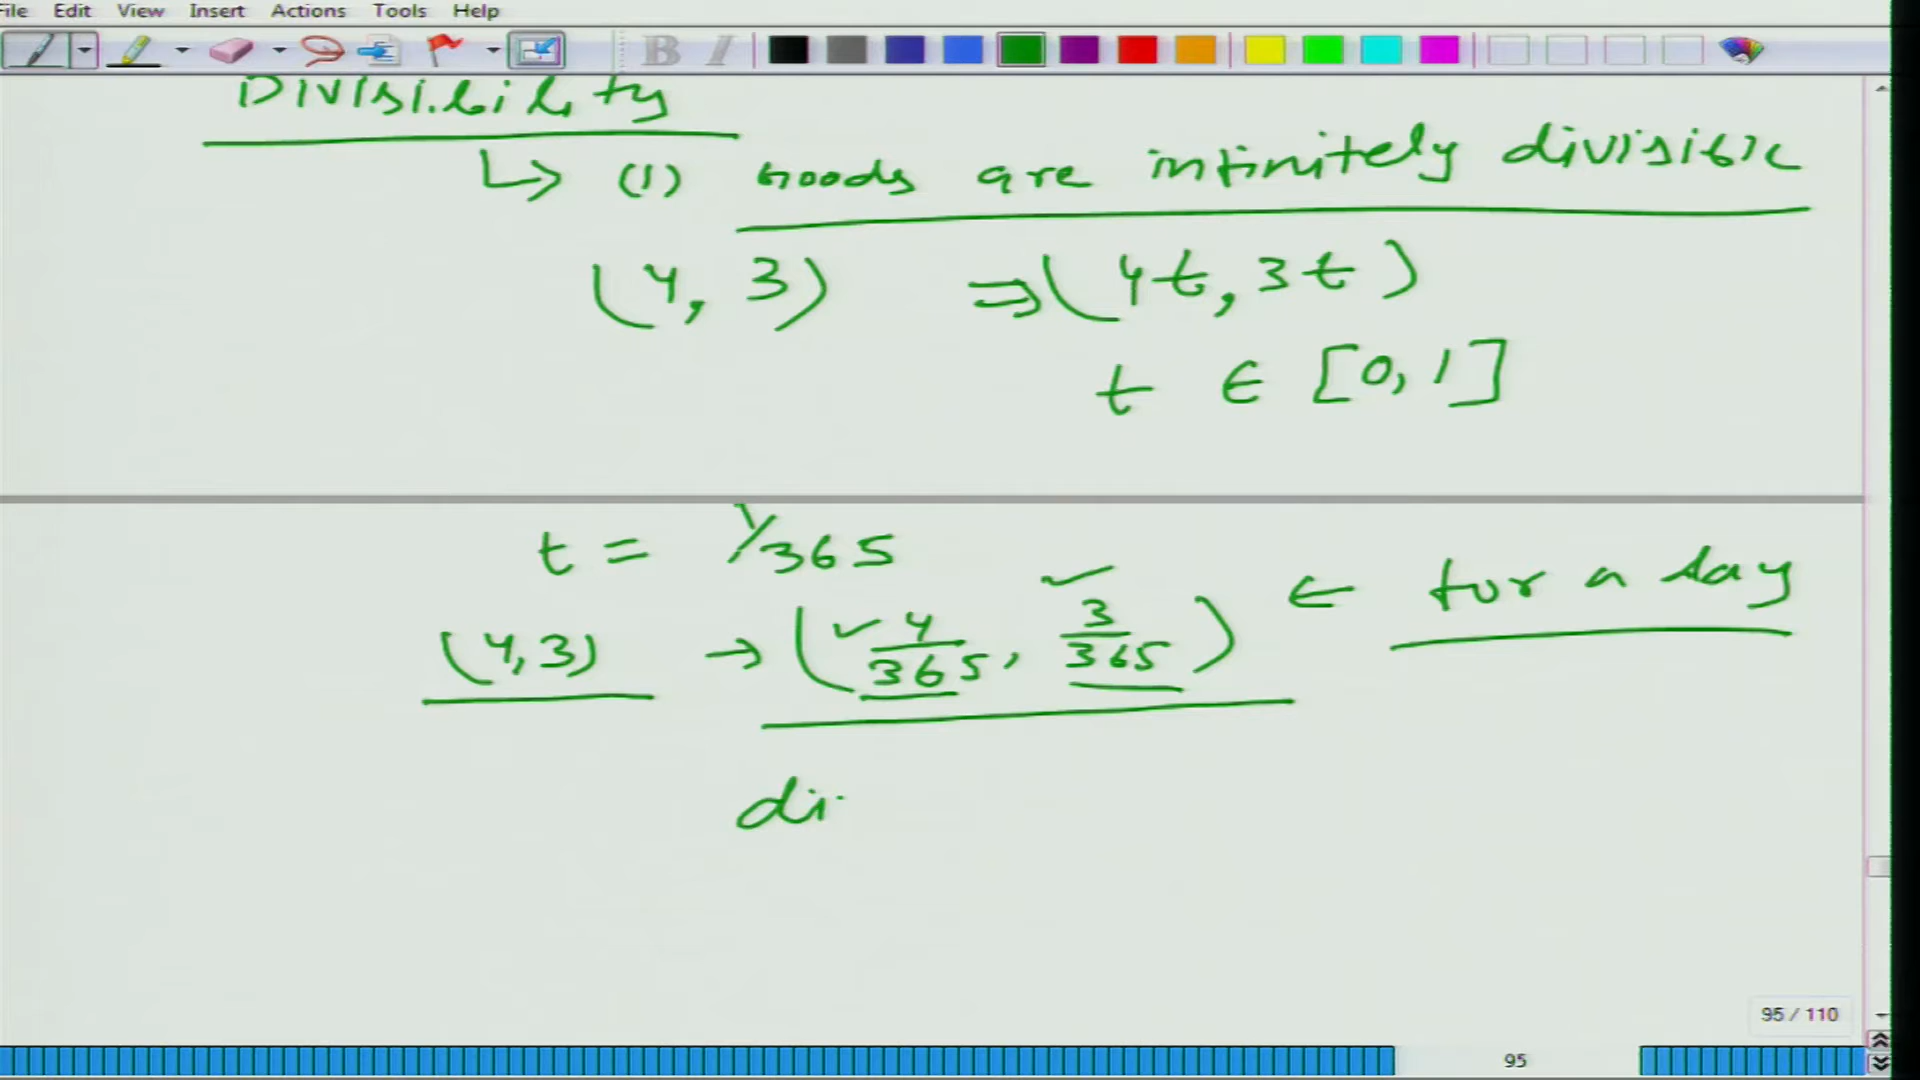 File Edit View Insert Actions Tools Help
B I
Divisibility
↳ (1) Goods are infinitely divisible
(4, 3) ⇒ (4t, 3t)
t ∈ [0, 1]
t = 1/365
(4,3) → (✓ 4/365, ✓ 3/365) ← for a day
di
95 / 110
95